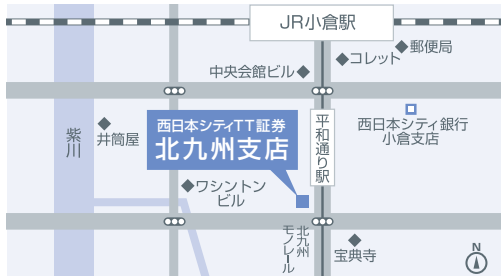 JR小倉駅
郵便局
コレット
中央会館ビル
西日本シティ銀行
小倉支店
紫川
井筒屋
西日本シティTT証券
北九州支店
平和通り駅
ワシントン
ビル
北九州
モノレール
宝典寺
N